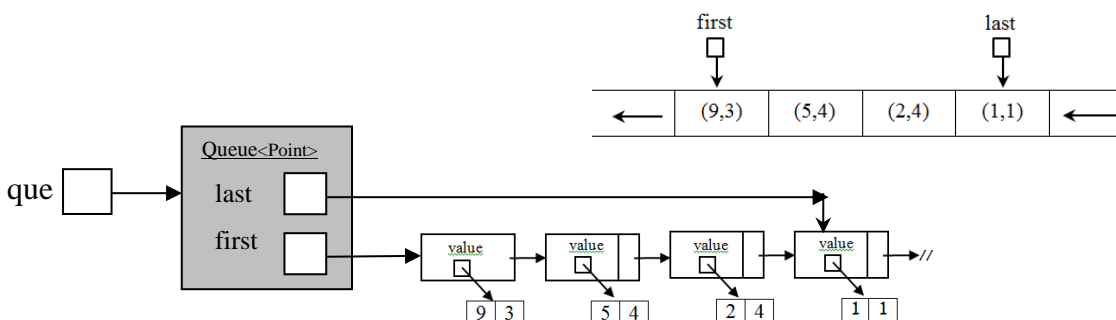 first last
(9,3) (5,4) (2,4) (1,1)
Queue<Point>
que
last
first
value value value value
//
9 3 5 4 2 4 1 1